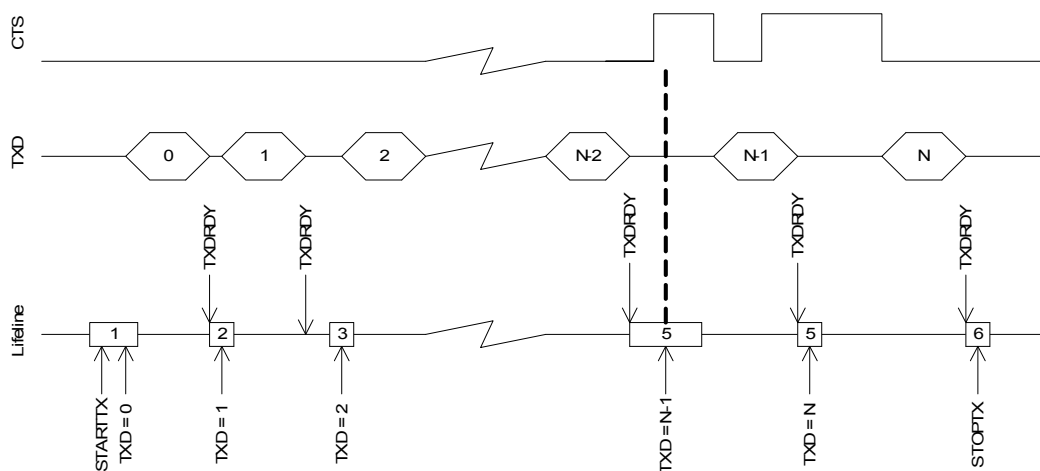 CTS
TXD
0
1
2
N-2
N-1
N
TXDRDY
TXDRDY
TXDRDY
TXDRDY
TXDRDY
Lifeline
1
2
3
5
5
6
STARTTX
TXD = 0
TXD = 1
TXD = 2
TXD = N-1
TXD = N
STOPTX